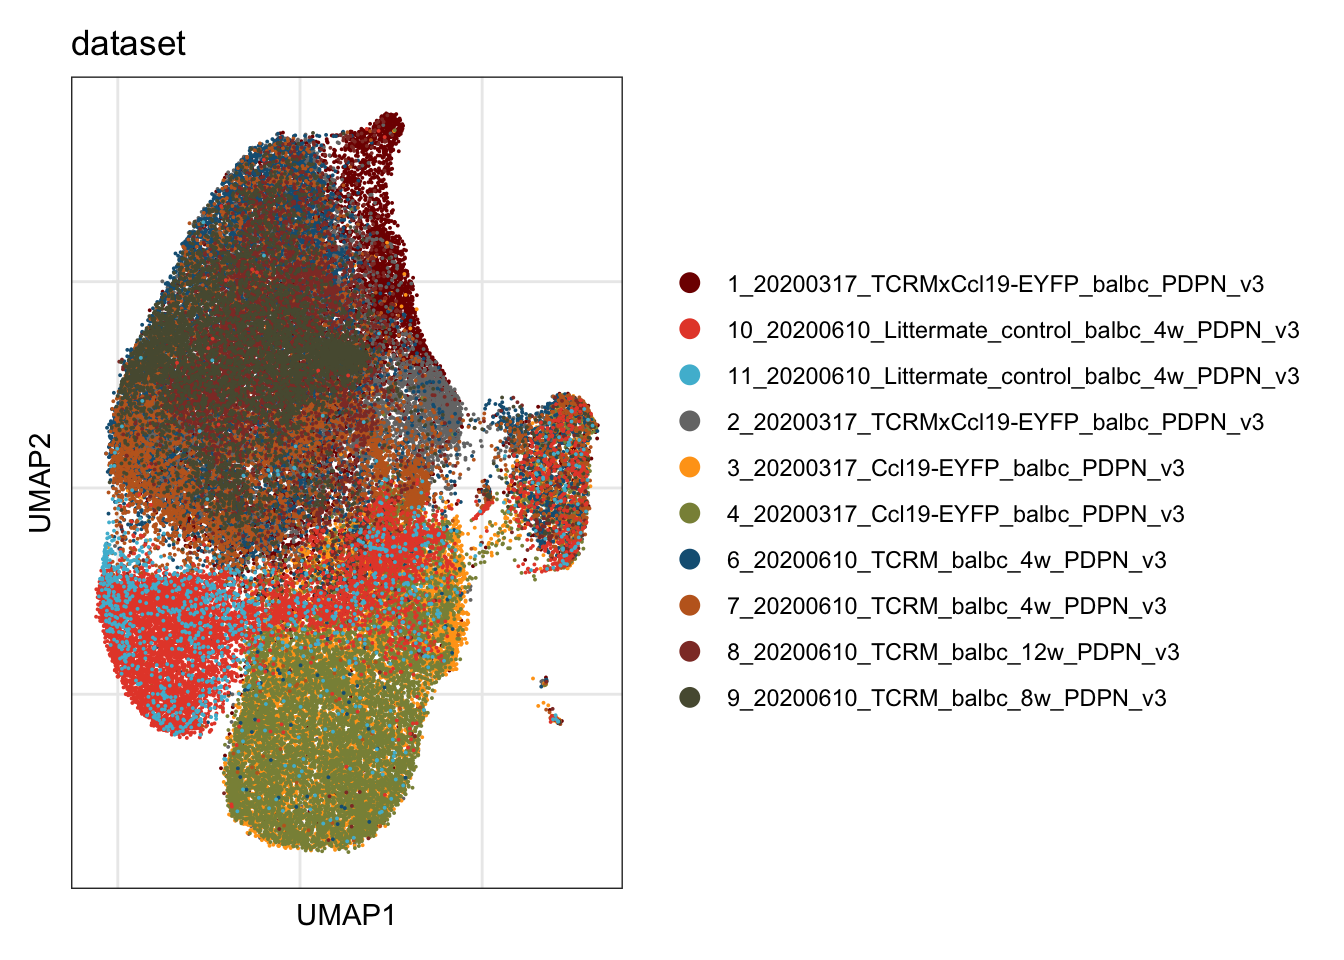 dataset
UMAP2
UMAP1
1_20200317_TCRMxCcl19-EYFP_balbc_PDPN_v3
10_20200610_Littermate_control_balbc_4w_PDPN_v3
11_20200610_Littermate_control_balbc_4w_PDPN_v3
2_20200317_TCRMxCcl19-EYFP_balbc_PDPN_v3
3_20200317_Ccl19-EYFP_balbc_PDPN_v3
4_20200317_Ccl19-EYFP_balbc_PDPN_v3
6_20200610_TCRM_balbc_4w_PDPN_v3
7_20200610_TCRM_balbc_4w_PDPN_v3
8_20200610_TCRM_balbc_12w_PDPN_v3
9_20200610_TCRM_balbc_8w_PDPN_v3